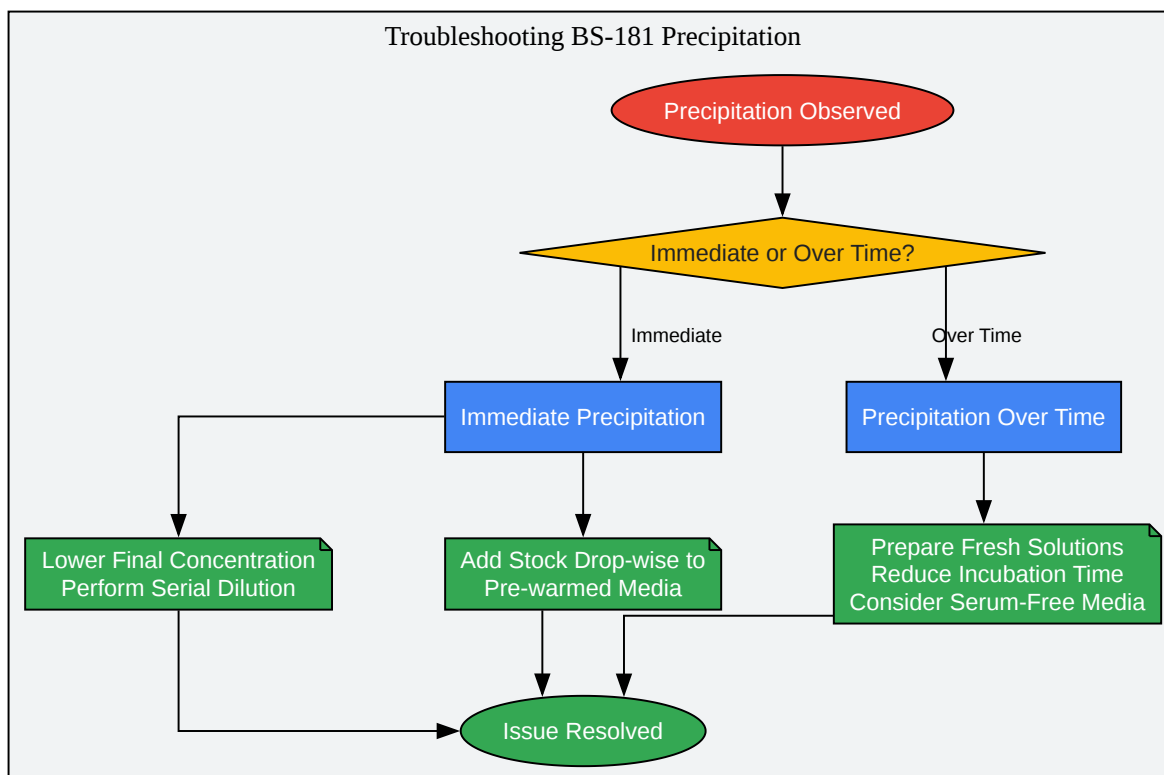 Troubleshooting BS-181 Precipitation
Precipitation Observed
Immediate or Over Time?
Immediate
Over Time
Immediate Precipitation
Precipitation Over Time
Lower Final Concentration
Perform Serial Dilution
Add Stock Drop-wise to
Pre-warmed Media
Prepare Fresh Solutions
Reduce Incubation Time
Consider Serum-Free Media
Issue Resolved